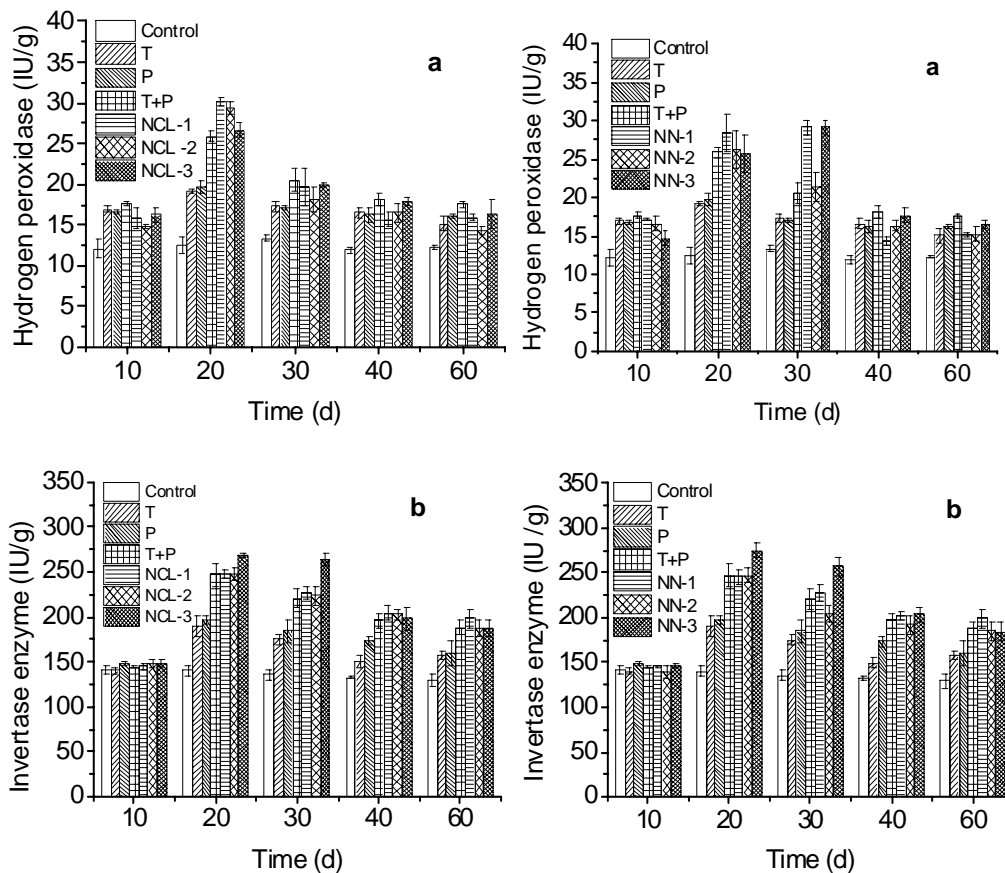 Hydrogen peroxidase (IU/g)
40
35
30
25
20
15
10
5
0
Control
T
P
T+P
NCL-1
NCL -2
NCL-3
a
10 20 30 40 60
Time (d)
Hydrogen peroxidase (IU/g)
40
35
30
25
20
15
10
5
0
Control
T
P
T+P
NN-1
NN-2
NN-3
a
10 20 30 40 60
Time (d)
Invertase enzyme (IU/g)
350
300
250
200
150
100
50
0
Control
T
P
T+P
NCL-1
NCL-2
NCL-3
b
10 20 30 40 60
Time (d)
Invertase enzyme (IU /g)
350
300
250
200
150
100
50
0
Control
T
P
T+P
NN-1
NN-2
NN-3
b
10 20 30 40 60
Time (d)